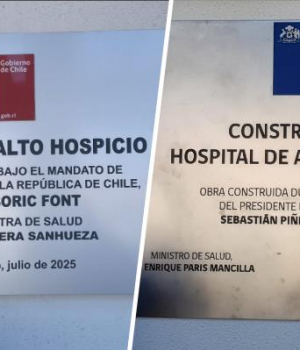 Gobierno
de Chile
gob.cl
ALTO HOSPICIO
BAJO EL MANDATO DE
LA REPÚBLICA DE CHILE,
BORIC FONT
TRA DE SALUD
ERA SANHUEZA
, julio de 2025
CONSTR
HOSPITAL DE A
OBRA CONSTRUIDA DU
DEL PRESIDENTE
SEBASTIÁN PIÑ
MINISTRO DE SALUD,
ENRIQUE PARIS MANCILLA